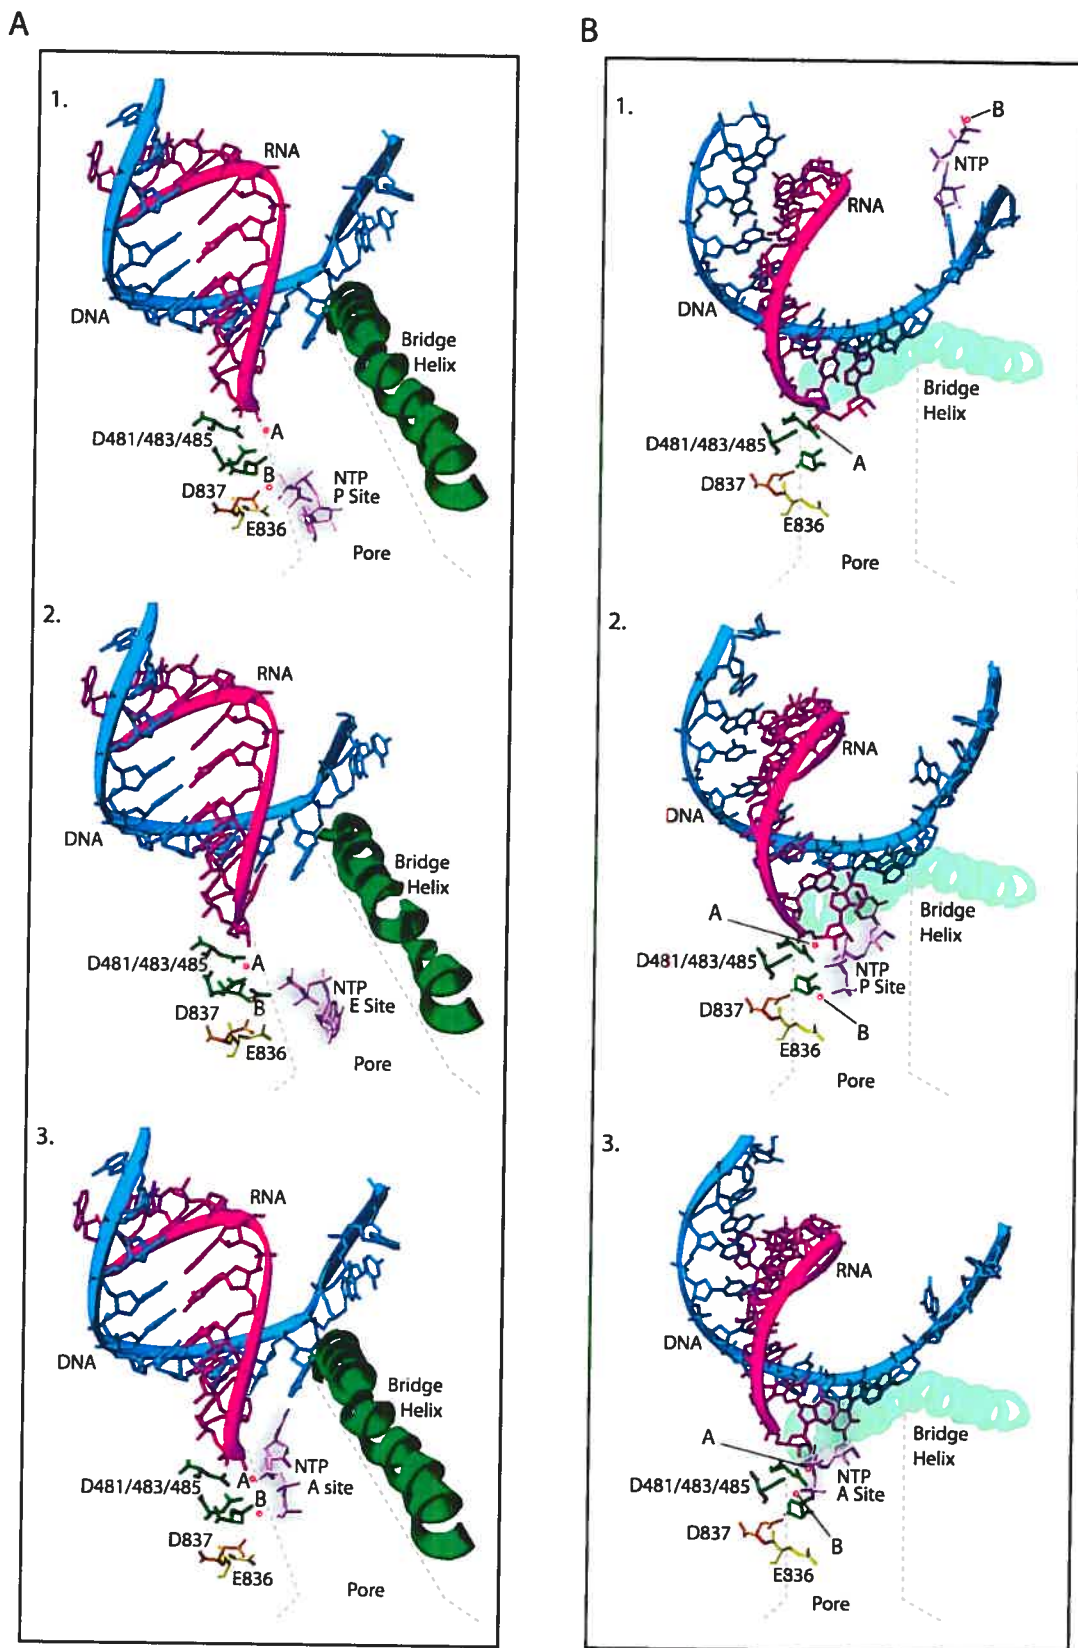 A
1.
RNA
DNA
Bridge
Helix
D481/483/485
A
B
NTP
P Site
D837
E836
Pore
2.
RNA
DNA
Bridge
Helix
D481/483/485
A
B
NTP
E Site
D837
E836
Pore
3.
RNA
DNA
Bridge
Helix
D481/483/485
A
B
NTP
A site
D837
E836
Pore
B
1.
B
NTP
RNA
DNA
Bridge
Helix
D481/483/485
A
D837
E836
Pore
2.
RNA
DNA
A
Bridge
Helix
D481/483/485
NTP
P Site
D837
B
E836
Pore
3.
RNA
DNA
A
Bridge
Helix
D481/483/485
NTP
A Site
D837
B
E836
Pore